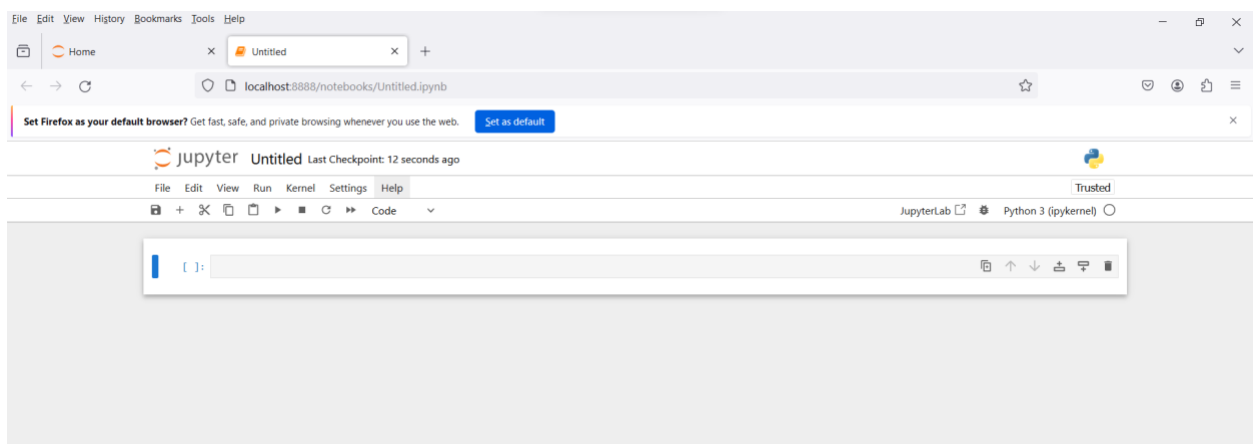 File Edit View History Bookmarks Tools Help
Home Untitled
localhost:8888/notebooks/Untitled.ipynb
Set Firefox as your default browser? Get fast, safe, and private browsing whenever you use the web. Set as default
jupyter Untitled Last Checkpoint: 12 seconds ago
File Edit View Run Kernel Settings Help Trusted
Code JupyterLab Python 3 (ipykernel)
[ ]: